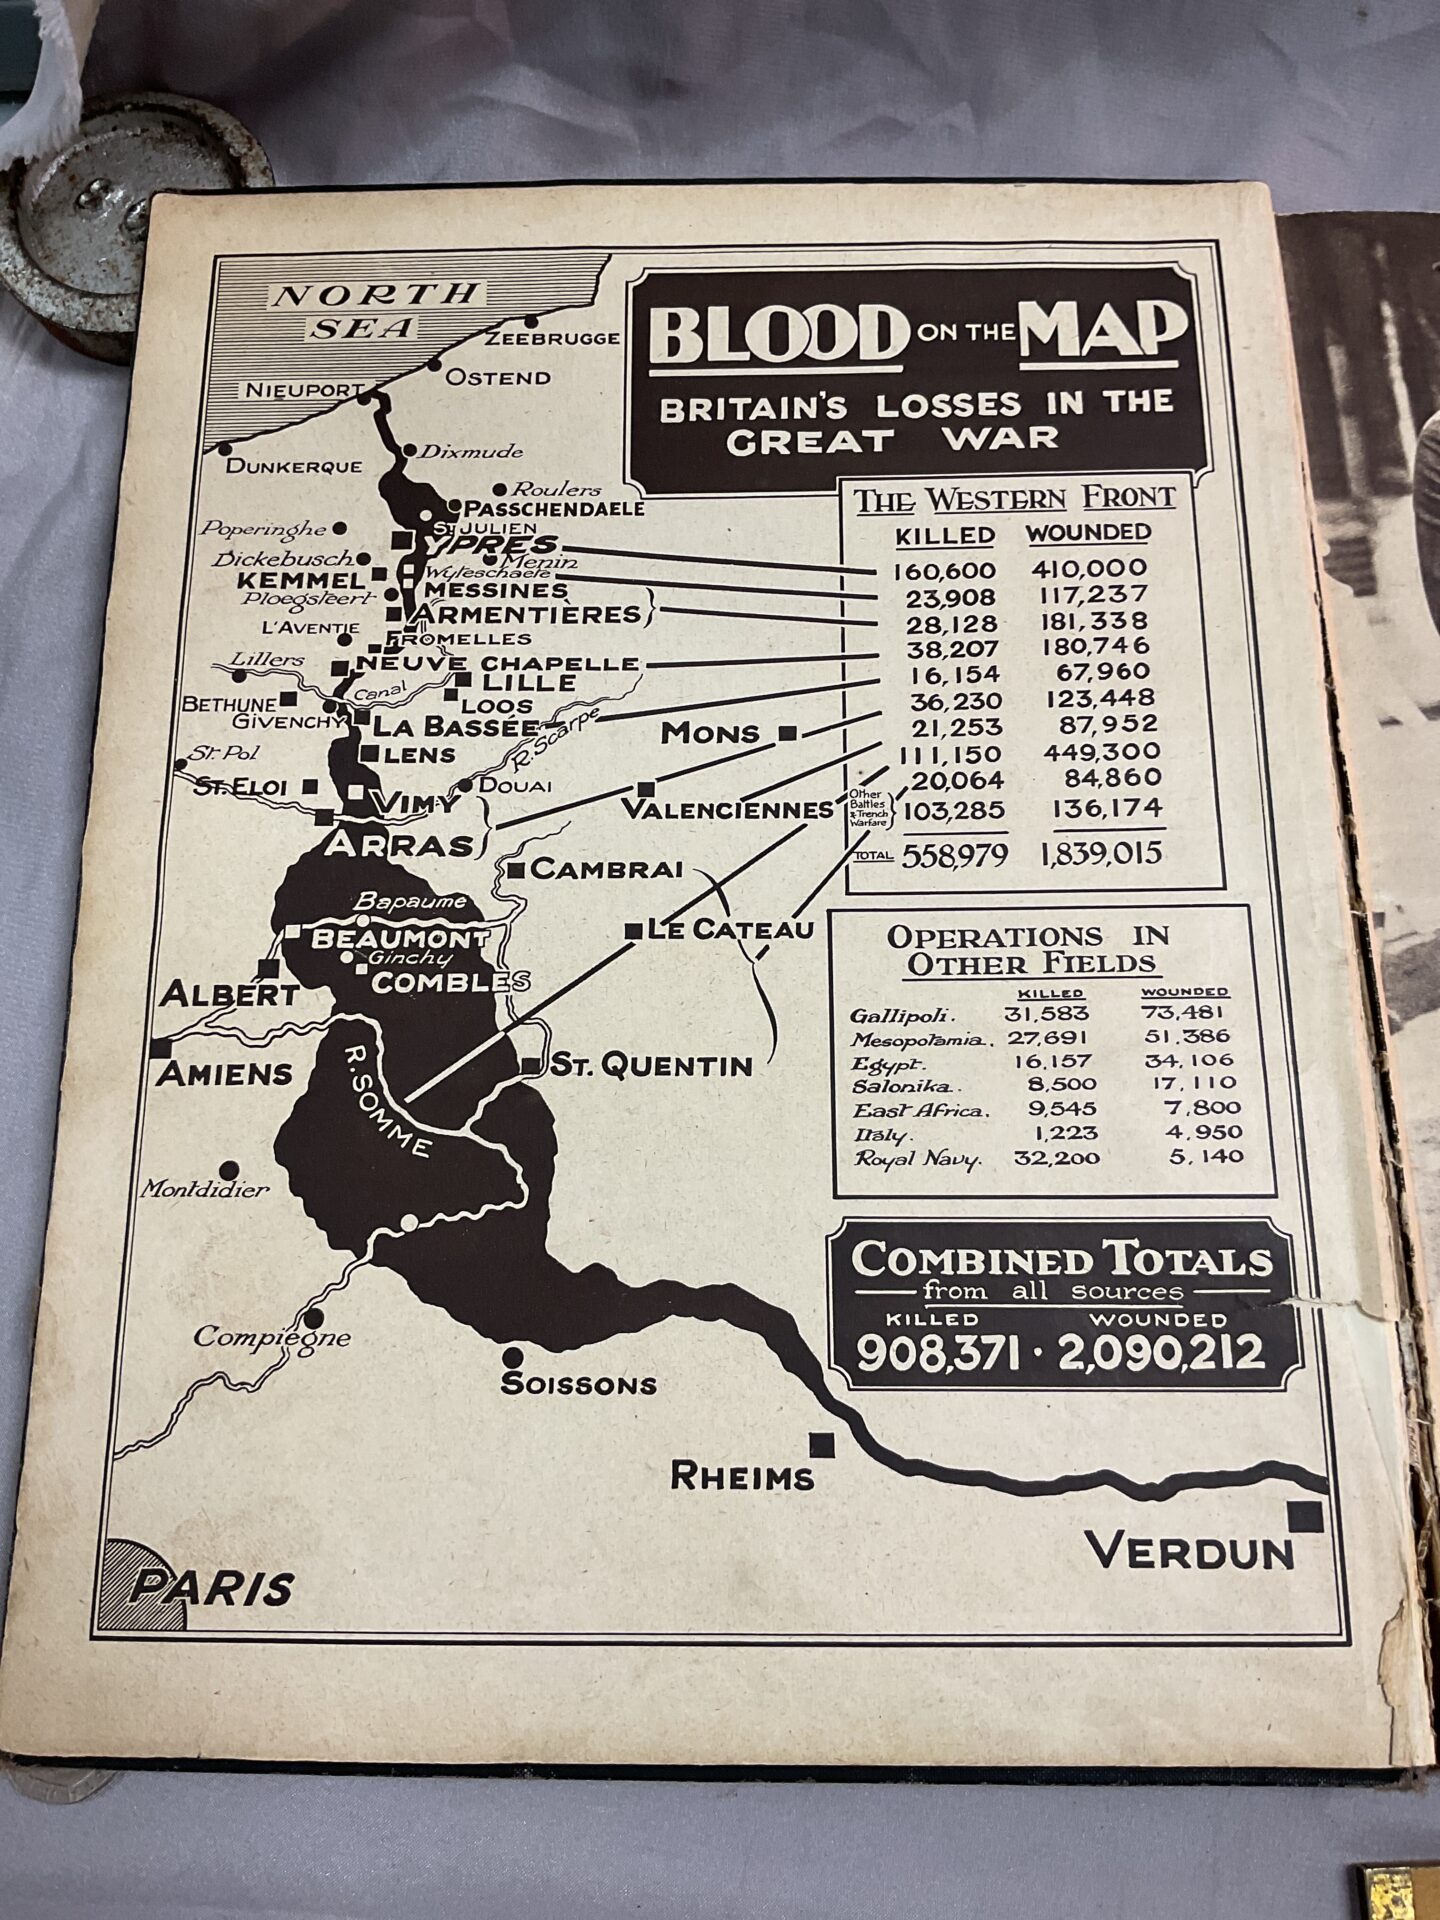 NORTH
SEA
ZEEBRUGGE
OSTEND
NIEUPORT
DUNKERQUE
Dixmude
Roulers
PASSCHENDAELE
Poperinghe
ST JULIEN
YPRES
Dickebusch
Menin
KEMMEL
Wyteschaete
Ploegsteert
MESSINES
ARMENTIÈRES
L'AVENTIE
FROMELLES
Lillers
NEUVE CHAPELLE
Canal
LILLE
BETHUNE
LOOS
GIVENCHY
LA BASSÉE
R. Scarpe
MONS
St. Pol
LENS
ST. ELOI
DOUAI
VIMY
VALENCIENNES
ARRAS
CAMBRAI
Bapaume
BEAUMONT
Ginchy
LE CATEAU
COMBLES
ALBERT
AMIENS
R. SOMME
ST. QUENTIN
Montdidier
Compiègne
SOISSONS
RHEIMS
VERDUN
PARIS
BLOOD ON THE MAP
BRITAIN'S LOSSES IN THE
GREAT WAR
THE WESTERN FRONT
KILLED WOUNDED
160,600 410,000
23,908 117,237
28,128 181,338
38,207 180,746
16,154 67,960
36,230 123,448
21,253 87,952
111,150 449,300
20,064 84,860
Other
Battles
& Trench
Warfare
103,285 136,174
TOTAL 558,979 1,839,015
OPERATIONS IN
OTHER FIELDS
KILLED WOUNDED
Gallipoli. 31,583 73,481
Mesopotamia. 27,691 51,386
Egypt. 16,157 34,106
Salonika. 8,500 17,110
East Africa. 9,545 7,800
Italy. 1,223 4,950
Royal Navy. 32,200 5,140
COMBINED TOTALS
from all sources
KILLED WOUNDED
908,371 · 2,090,212